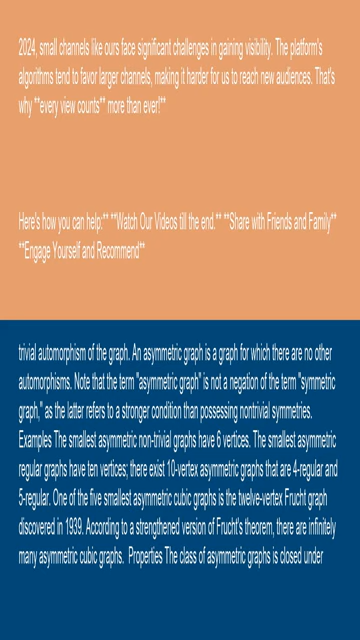 2024, small channels like ours face significant challenges in gaining visibility. The platform's
algorithms tend to favor larger channels, making it harder for us to reach new audiences. That's
why **every view counts** more than ever!**
Here's how you can help:** **Watch Our Videos till the end.** **Share with Friends and Family**
**Engage Yourself and Recommend**
trivial automorphism of the graph. An asymmetric graph is a graph for which there are no other
automorphisms. Note that the term "asymmetric graph" is not a negation of the term "symmetric
graph," as the latter refers to a stronger condition than possessing nontrivial symmetries.
Examples The smallest asymmetric non-trivial graphs have 6 vertices. The smallest asymmetric
regular graphs have ten vertices; there exist 10-vertex asymmetric graphs that are 4-regular and
5-regular. One of the five smallest asymmetric cubic graphs is the twelve-vertex Frucht graph
discovered in 1939. According to a strengthened version of Frucht's theorem, there are infinitely
many asymmetric cubic graphs.  Properties The class of asymmetric graphs is closed under